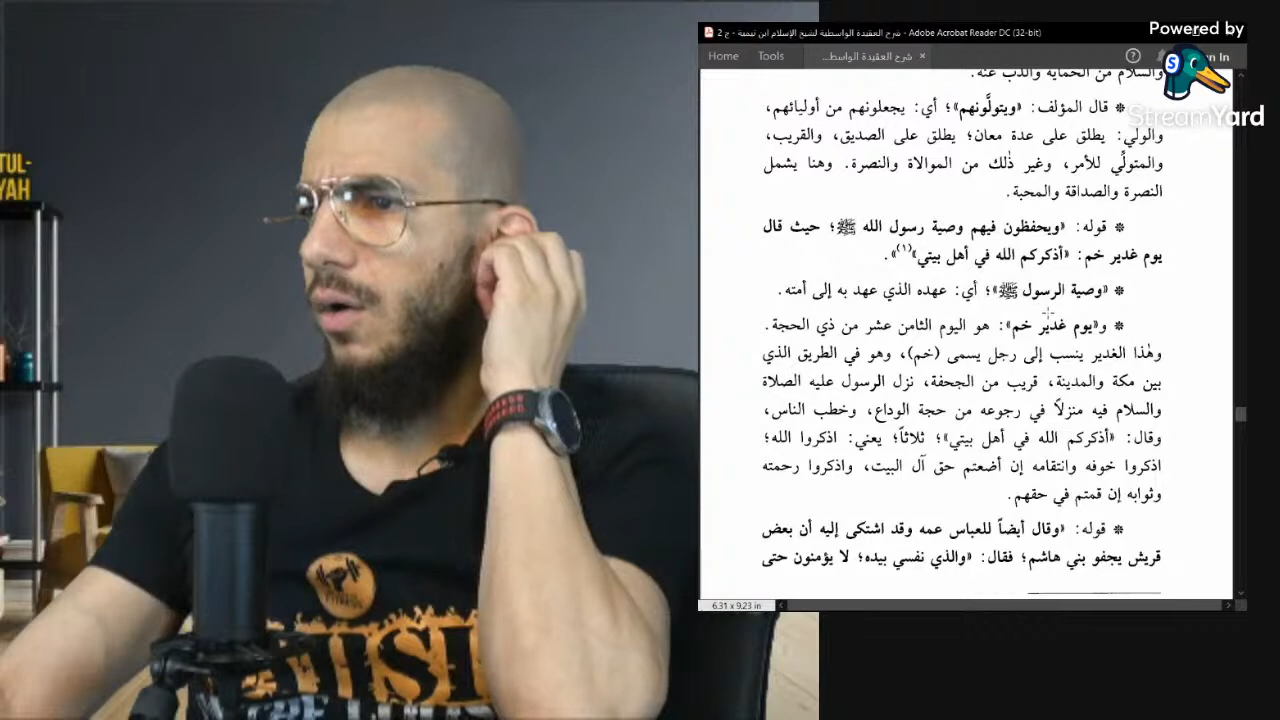 TUL-
YAH
شرح العقيدة الواسطية لشيخ الإسلام ابن تيمية - ج 2 - Adobe Acrobat Reader DC (32-bit)
Powered by
Home Tools شرح العقيدة الواسط... × In
StreamYard
والسلام من الحماية والذب عنه.
* قال المؤلف: «ويتولَّونهم»؛ أي: يجعلونهم من أوليائهم،
والولي: يطلق على عدة معان؛ يطلق على الصديق، والقريب،
والمتولِّي للأمر، وغير ذٰلك من الموالاة والنصرة. وهنا يشمل
النصرة والصداقة والمحبة.
* قوله: «ويحفظون فيهم وصية رسول الله ﷺ؛ حيث قال
يوم غدير خم: «أذكركم الله في أهل بيتي»(١)».
* «وصية الرسول ﷺ»؛ أي: عهده الذي عهد به إلى أمته.
* و«يوم غدير خم»: هو اليوم الثامن عشر من ذي الحجة.
وهٰذا الغدير ينسب إلى رجل يسمى (خم)، وهو في الطريق الذي
بين مكة والمدينة، قريب من الجحفة، نزل الرسول عليه الصلاة
والسلام فيه منزلاً في رجوعه من حجة الوداع، وخطب الناس،
وقال: «أذكركم الله في أهل بيتي»؛ ثلاثاً؛ يعني: اذكروا الله؛
اذكروا خوفه وانتقامه إن أضعتم حق آل البيت، واذكروا رحمته
وثوابه إن قمتم في حقهم.
* قوله: «وقال أيضاً للعباس عمه وقد اشتكى إليه أن بعض
قريش يجفو بني هاشم؛ فقال: «والذي نفسي بيده؛ لا يؤمنون حتى
6.31 x 9.23 in
FITNESS